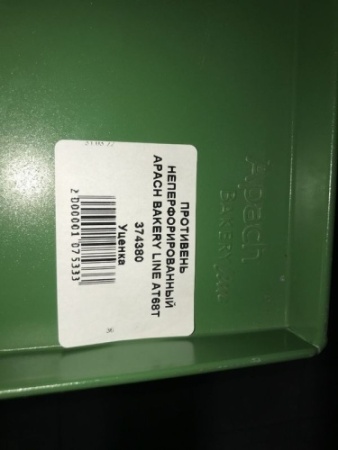 ПРОТИВЕНЬ
НЕПЕРФОРИРОВАННЫЙ
APACH BAKERY LINE AT68T
374380
Уценка
2000001075333
Apach
BAKERY LINE